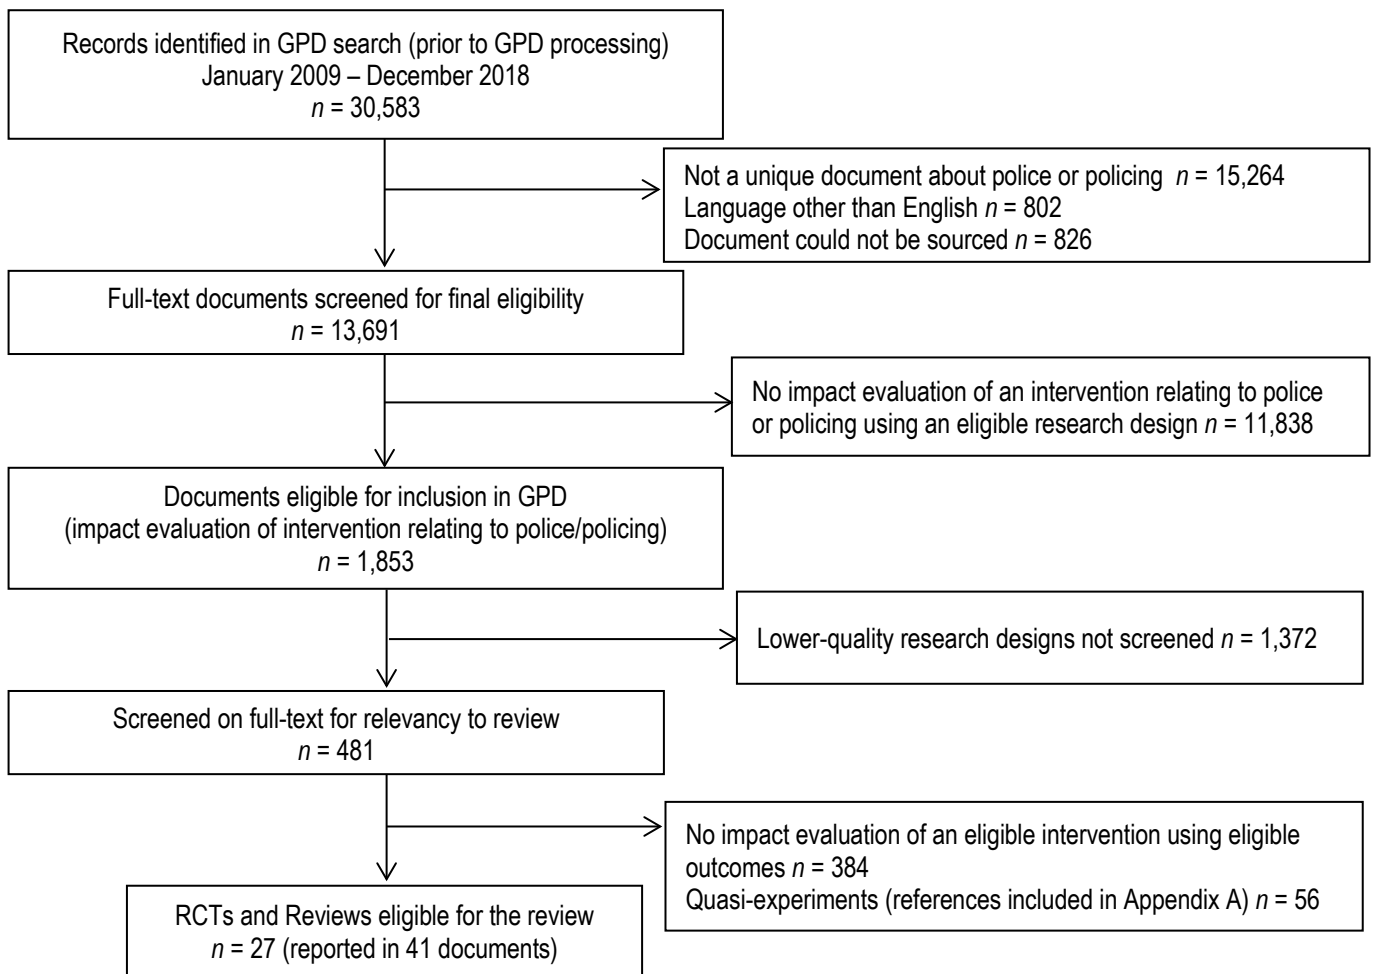 Records identified in GPD search (prior to GPD processing)
January 2009 – December 2018
n = 30,583
Not a unique document about police or policing n = 15,264
Language other than English n = 802
Document could not be sourced n = 826
Full-text documents screened for final eligibility
n = 13,691
No impact evaluation of an intervention relating to police
or policing using an eligible research design n = 11,838
Documents eligible for inclusion in GPD
(impact evaluation of intervention relating to police/policing)
n = 1,853
Lower-quality research designs not screened n = 1,372
Screened on full-text for relevancy to review
n = 481
No impact evaluation of an eligible intervention using eligible
outcomes n = 384
Quasi-experiments (references included in Appendix A) n = 56
RCTs and Reviews eligible for the review
n = 27 (reported in 41 documents)